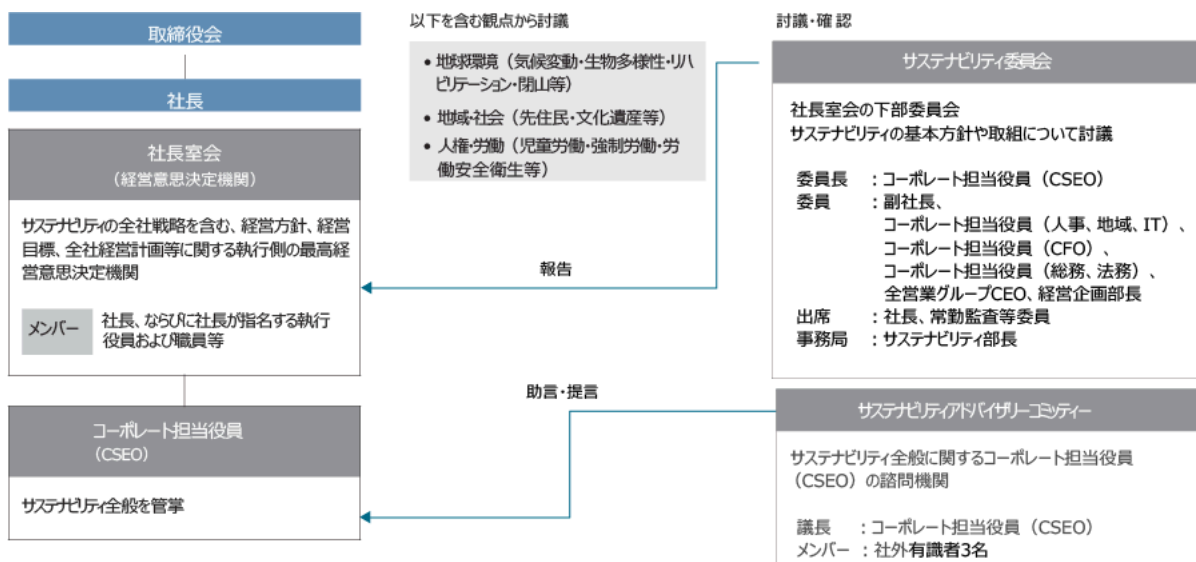 取締役会
社長
社長室会
（経営意思決定機関）
サステナビリティの全社戦略を含む、経営方針、経営
目標、全社経営計画等に関する執行側の最高経
営意思決定機関
メンバー
社長、ならびに社長が指名する執行
役員および職員等
コーポレート担当役員
（CSEO）
サステナビリティ全般を管掌
以下を含む観点から討議
• 地球環境（気候変動・生物多様性・リハ
ビリテーション・閉山等）
• 地域・社会（先住民・文化遺産等）
• 人権・労働（児童労働・強制労働・労
働安全衛生等）
報告
助言・提言
討議・確認
サステナビリティ委員会
社長室会の下部委員会
サステナビリティの基本方針や取組について討議
委員長 ：コーポレート担当役員（CSEO）
委員 ：副社長、
コーポレート担当役員（人事、地域、IT）、
コーポレート担当役員（CFO）、
コーポレート担当役員（総務、法務）、
全営業グループCEO、経営企画部長
出席 ：社長、常勤監査等委員
事務局 ：サステナビリティ部長
サステナビリティアドバイザリーコミッティー
サステナビリティ全般に関するコーポレート担当役員
（CSEO）の諮問機関
議長 ：コーポレート担当役員（CSEO）
メンバー ：社外有識者3名